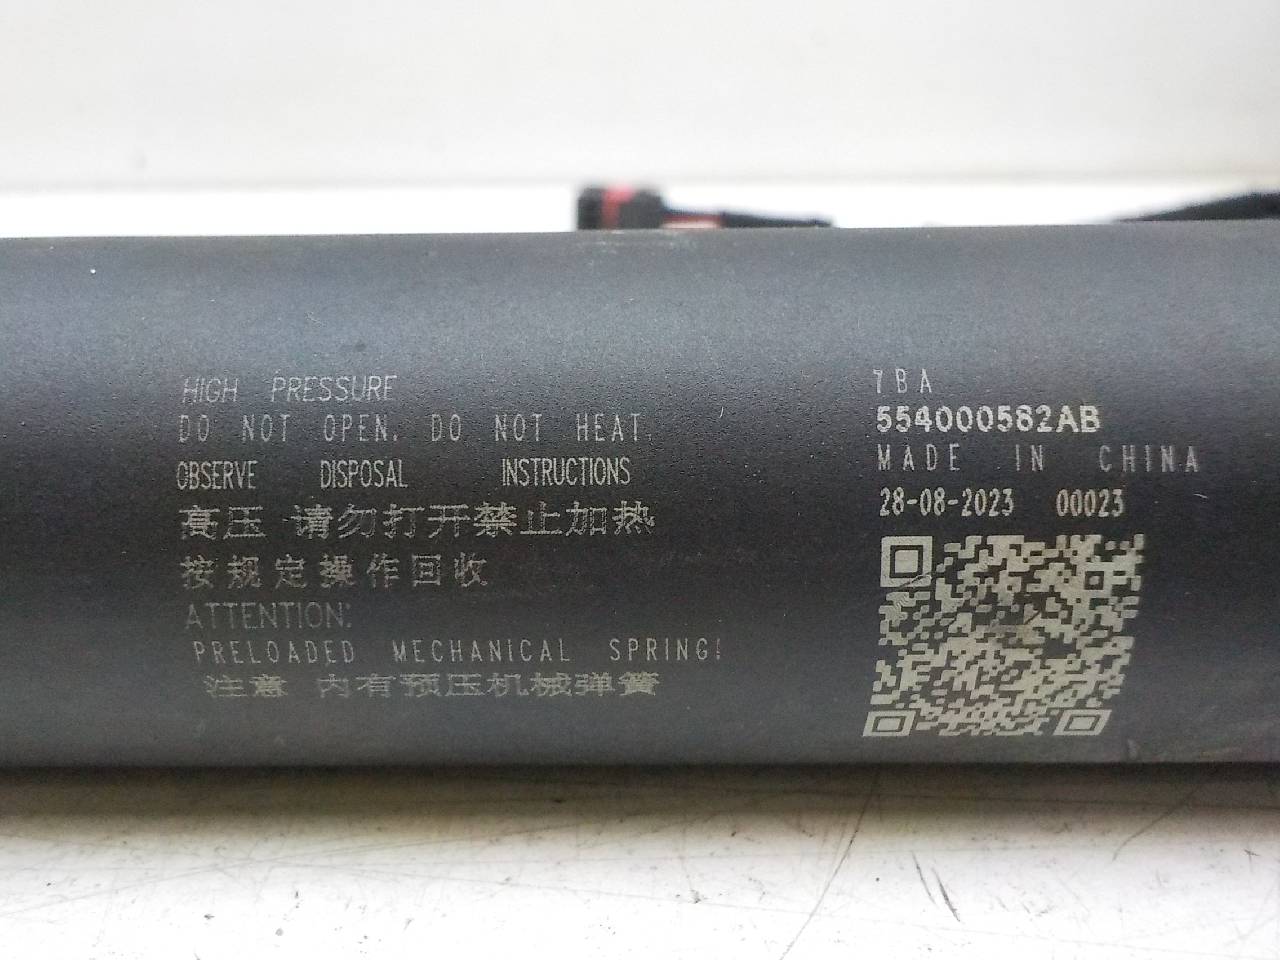 HIGH PRESSURE
DO NOT OPEN. DO NOT HEAT.
OBSERVE DISPOSAL INSTRUCTIONS
高压 请勿打开禁止加热
按规定操作回收
ATTENTION:
PRELOADED MECHANICAL SPRING!
注意 内有预压机械弹簧
7BA
554000582AB
MADE IN CHINA
28-08-2023 00023